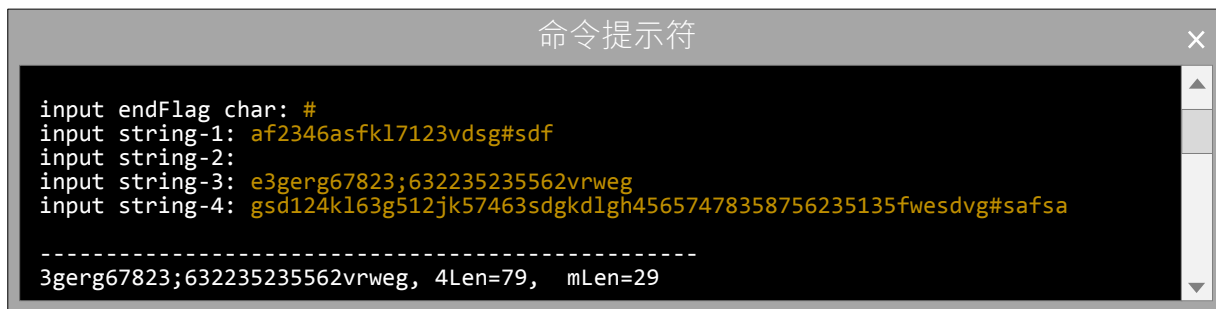 命令提示符
×
input endFlag char: #
input string-1: af2346asfkl7123vdsg#sdf
input string-2:
input string-3: e3gerg67823;632235235562vrweg
input string-4: gsd124kl63g512jk57463sdgkdlgh45657478358756235135fwesdvg#safsa
--------------------------------------------------
3gerg67823;632235235562vrweg, 4Len=79,  mLen=29